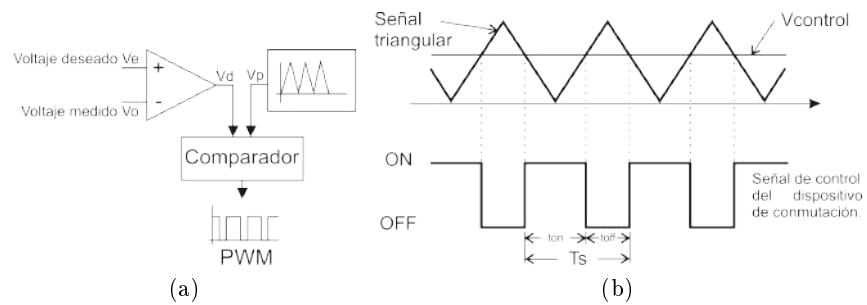 Voltaje deseado Ve
+
Voltaje medido Vo
-
Vd
Vp
Comparador
PWM
(a)
Señal
triangular
Vcontrol
ON
OFF
ton
toff
Ts
Señal de control
del dispositivo
de conmutación.
(b)